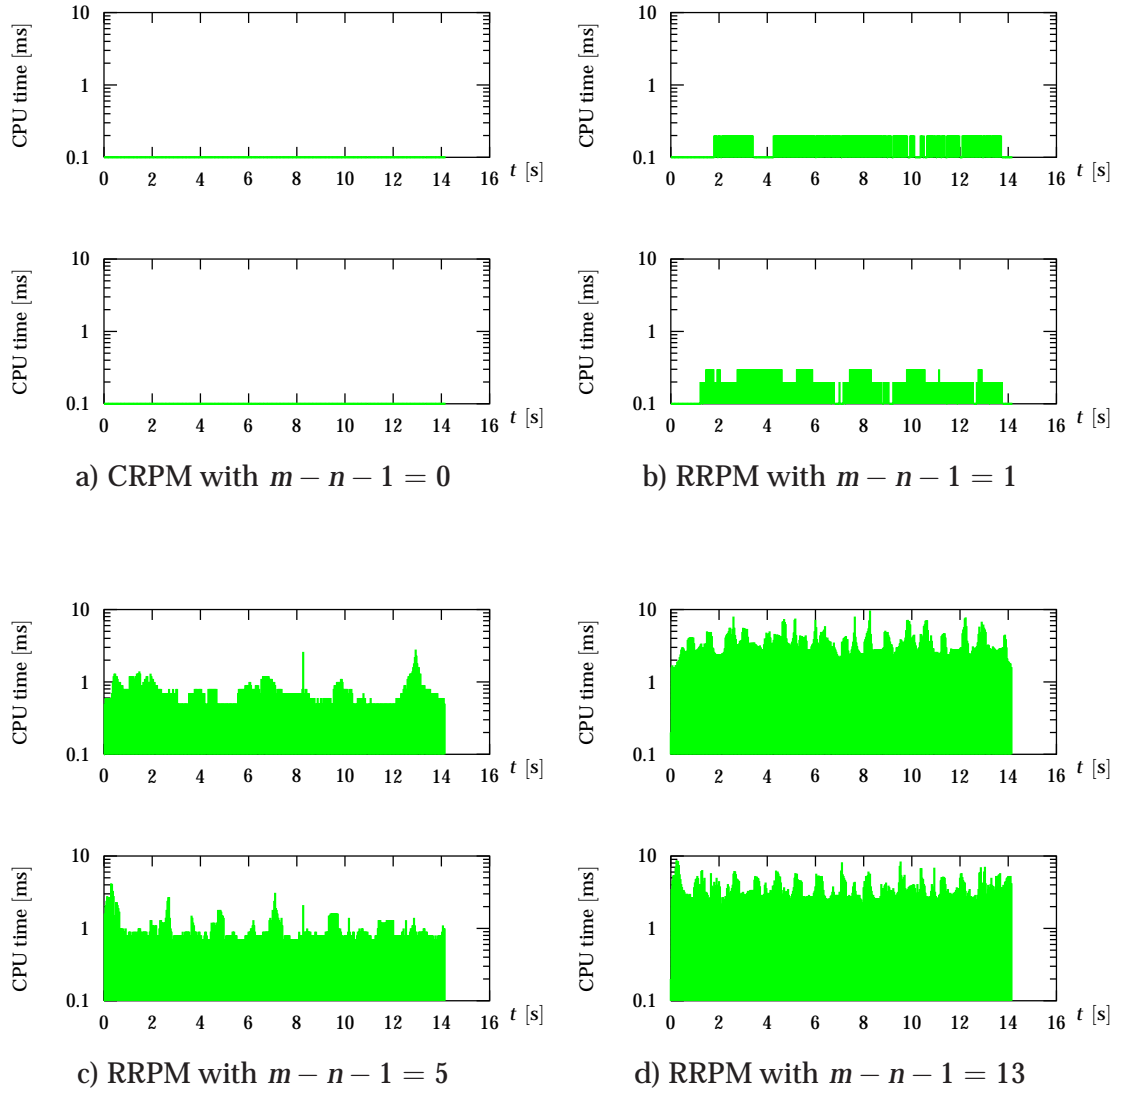 CPU time [ms]
10
1
0.1
0 2 4 6 8 10 12 14 16 t [s]
CPU time [ms]
10
1
0.1
0 2 4 6 8 10 12 14 16 t [s]
CPU time [ms]
10
1
0.1
0 2 4 6 8 10 12 14 16 t [s]
CPU time [ms]
10
1
0.1
0 2 4 6 8 10 12 14 16 t [s]
a) CRPM with m − n − 1 = 0
b) RRPM with m − n − 1 = 1
CPU time [ms]
10
1
0.1
0 2 4 6 8 10 12 14 16 t [s]
CPU time [ms]
10
1
0.1
0 2 4 6 8 10 12 14 16 t [s]
CPU time [ms]
10
1
0.1
0 2 4 6 8 10 12 14 16 t [s]
CPU time [ms]
10
1
0.1
0 2 4 6 8 10 12 14 16 t [s]
c) RRPM with m − n − 1 = 5
d) RRPM with m − n − 1 = 13